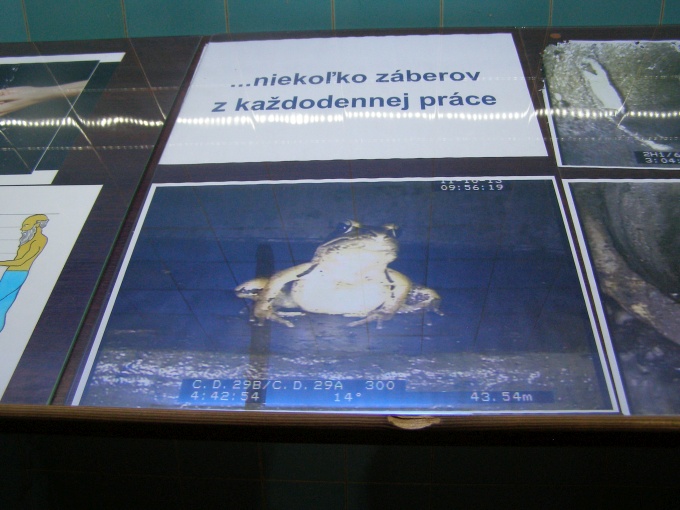 ...niekoľko záberov
z každodennej práce
09:56:19
C.D.29B/C.D.29A 300
4:42:54 14° 43.54m